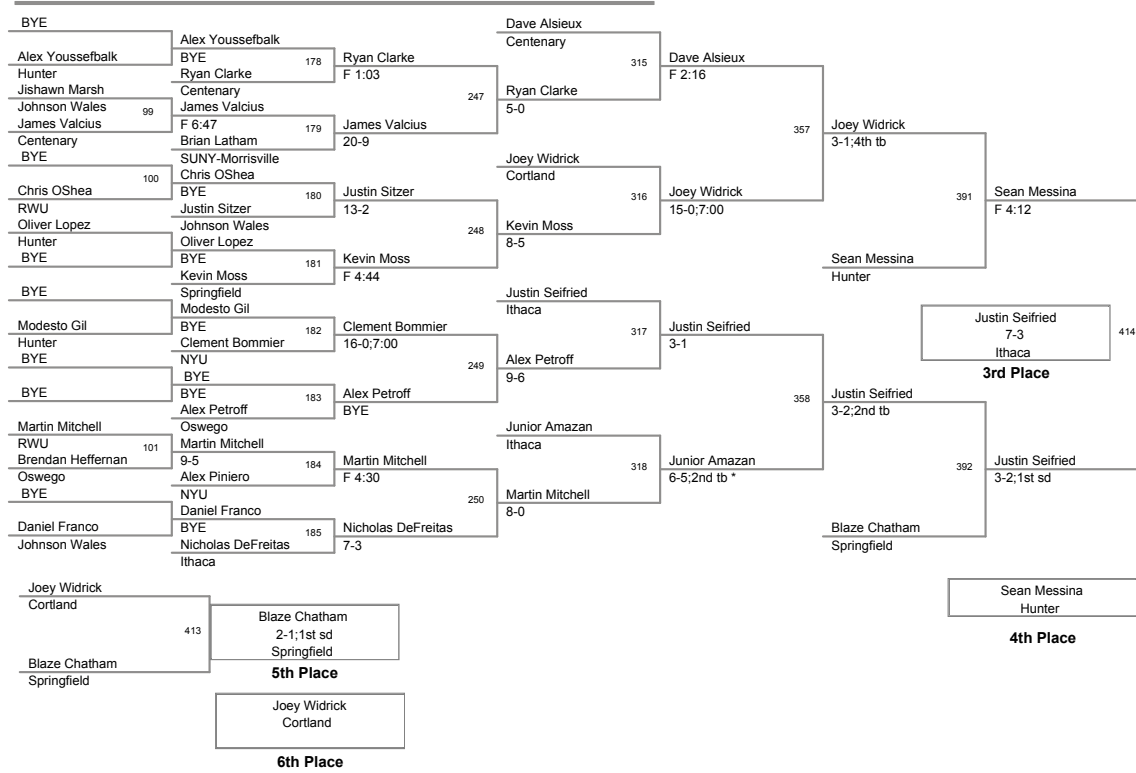 BYE
Alex Youssefbalk
Hunter
Jishawn Marsh
Johnson Wales
99
James Valcius
Centenary
BYE
100
Chris OShea
RWU
Oliver Lopez
Hunter
BYE
BYE
Modesto Gil
Hunter
BYE
BYE
Martin Mitchell
RWU
101
Brendan Heffernan
Oswego
BYE
Daniel Franco
Johnson Wales
Alex Youssefbalk
BYE
178
Ryan Clarke
Centenary
James Valcius
F 6:47
179
Brian Latham
SUNY-Morrisville
Chris OShea
BYE
180
Justin Sitzer
Johnson Wales
Oliver Lopez
BYE
181
Kevin Moss
Springfield
Modesto Gil
BYE
182
Clement Bommier
NYU
BYE
BYE
183
Alex Petroff
Oswego
Martin Mitchell
9-5
184
Alex Piniero
NYU
Daniel Franco
BYE
185
Nicholas DeFreitas
Ithaca
Ryan Clarke
F 1:03
247
James Valcius
20-9
Justin Sitzer
13-2
248
Kevin Moss
F 4:44
Clement Bommier
16-0;7:00
249
Alex Petroff
BYE
Martin Mitchell
F 4:30
250
Nicholas DeFreitas
7-3
Dave Alsieux
Centenary
315
Ryan Clarke
5-0
Joey Widrick
Cortland
316
Kevin Moss
8-5
Justin Seifried
Ithaca
317
Alex Petroff
9-6
Junior Amazan
Ithaca
318
Martin Mitchell
8-0
Dave Alsieux
F 2:16
357
Joey Widrick
15-0;7:00
Justin Seifried
3-1
358
Junior Amazan
6-5;2nd tb *
Joey Widrick
3-1;4th tb
391
Sean Messina
Hunter
Justin Seifried
3-2;2nd tb
392
Blaze Chatham
Springfield
Sean Messina
F 4:12
Justin Seifried
7-3
Ithaca
414
3rd Place
Justin Seifried
3-2;1st sd
Sean Messina
Hunter
4th Place
Joey Widrick
Cortland
413
Blaze Chatham
Springfield
Blaze Chatham
2-1;1st sd
Springfield
5th Place
Joey Widrick
Cortland
6th Place